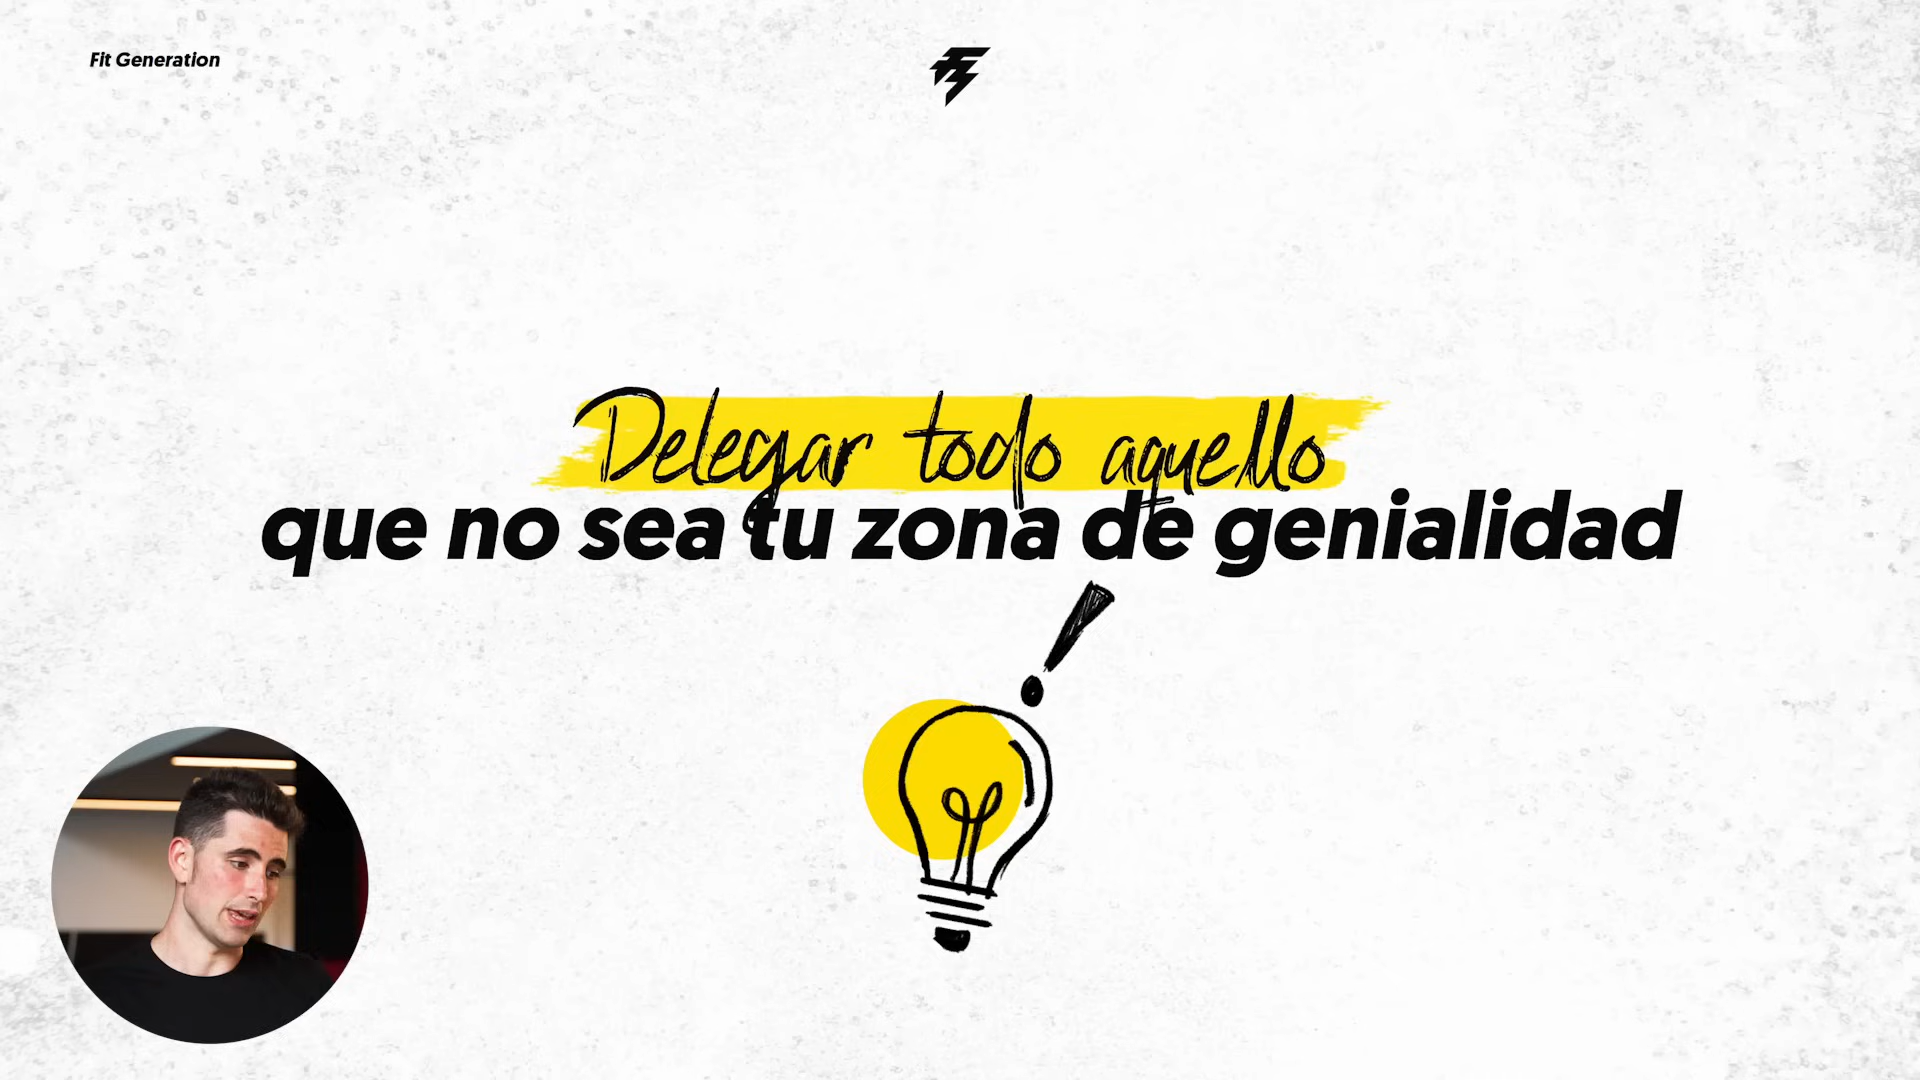 Fit Generation
Delegar todo aquello
que no sea tu zona de genialidad